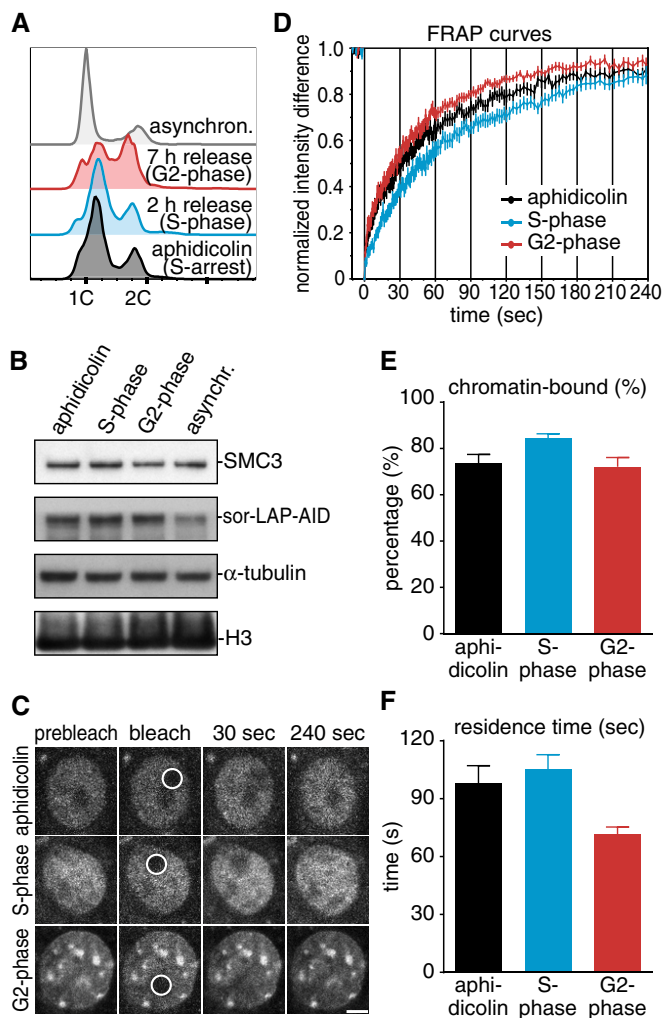 A
asynchron.
7 h release
(G2-phase)
2 h release
(S-phase)
aphidicolin
(S-arrest)
1C 2C
B
aphidicolin
S-phase
G2-phase
asynchr.
-SMC3
-sor-LAP-AID
-α-tubulin
-H3
C
prebleach bleach 30 sec 240 sec
aphidicolin
S-phase
G2-phase
D
FRAP curves
normalized intensity difference
1.0
0.8
0.6
0.4
0.2
0
aphidicolin
S-phase
G2-phase
0 30 60 90 120 150 180 210 240
time (sec)
E
chromatin-bound (%)
percentage (%)
100
80
60
40
20
0
aphi-
dicolin
S-
phase
G2-
phase
F
residence time (sec)
time (s)
120
90
60
30
0
aphi-
dicolin
S-
phase
G2-
phase